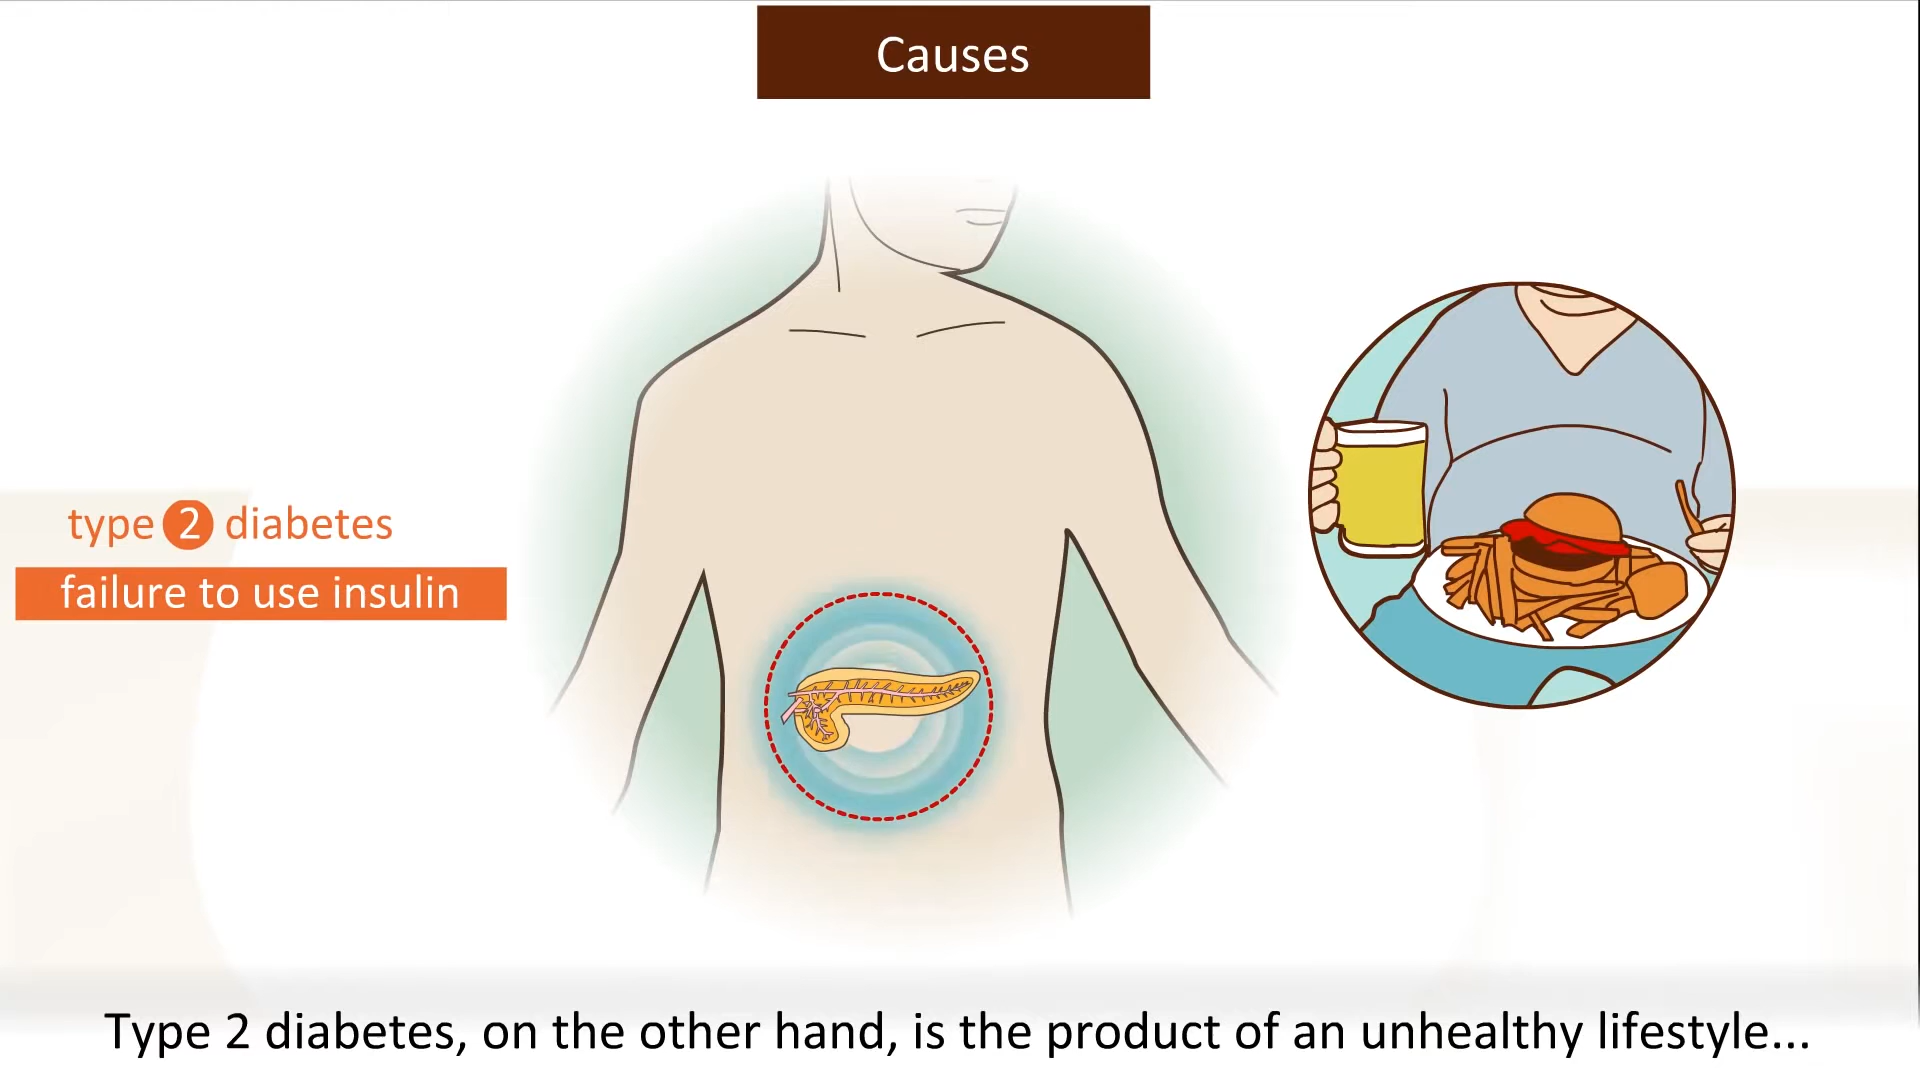 Causes
type 2 diabetes
failure to use insulin
Type 2 diabetes, on the other hand, is the product of an unhealthy lifestyle...